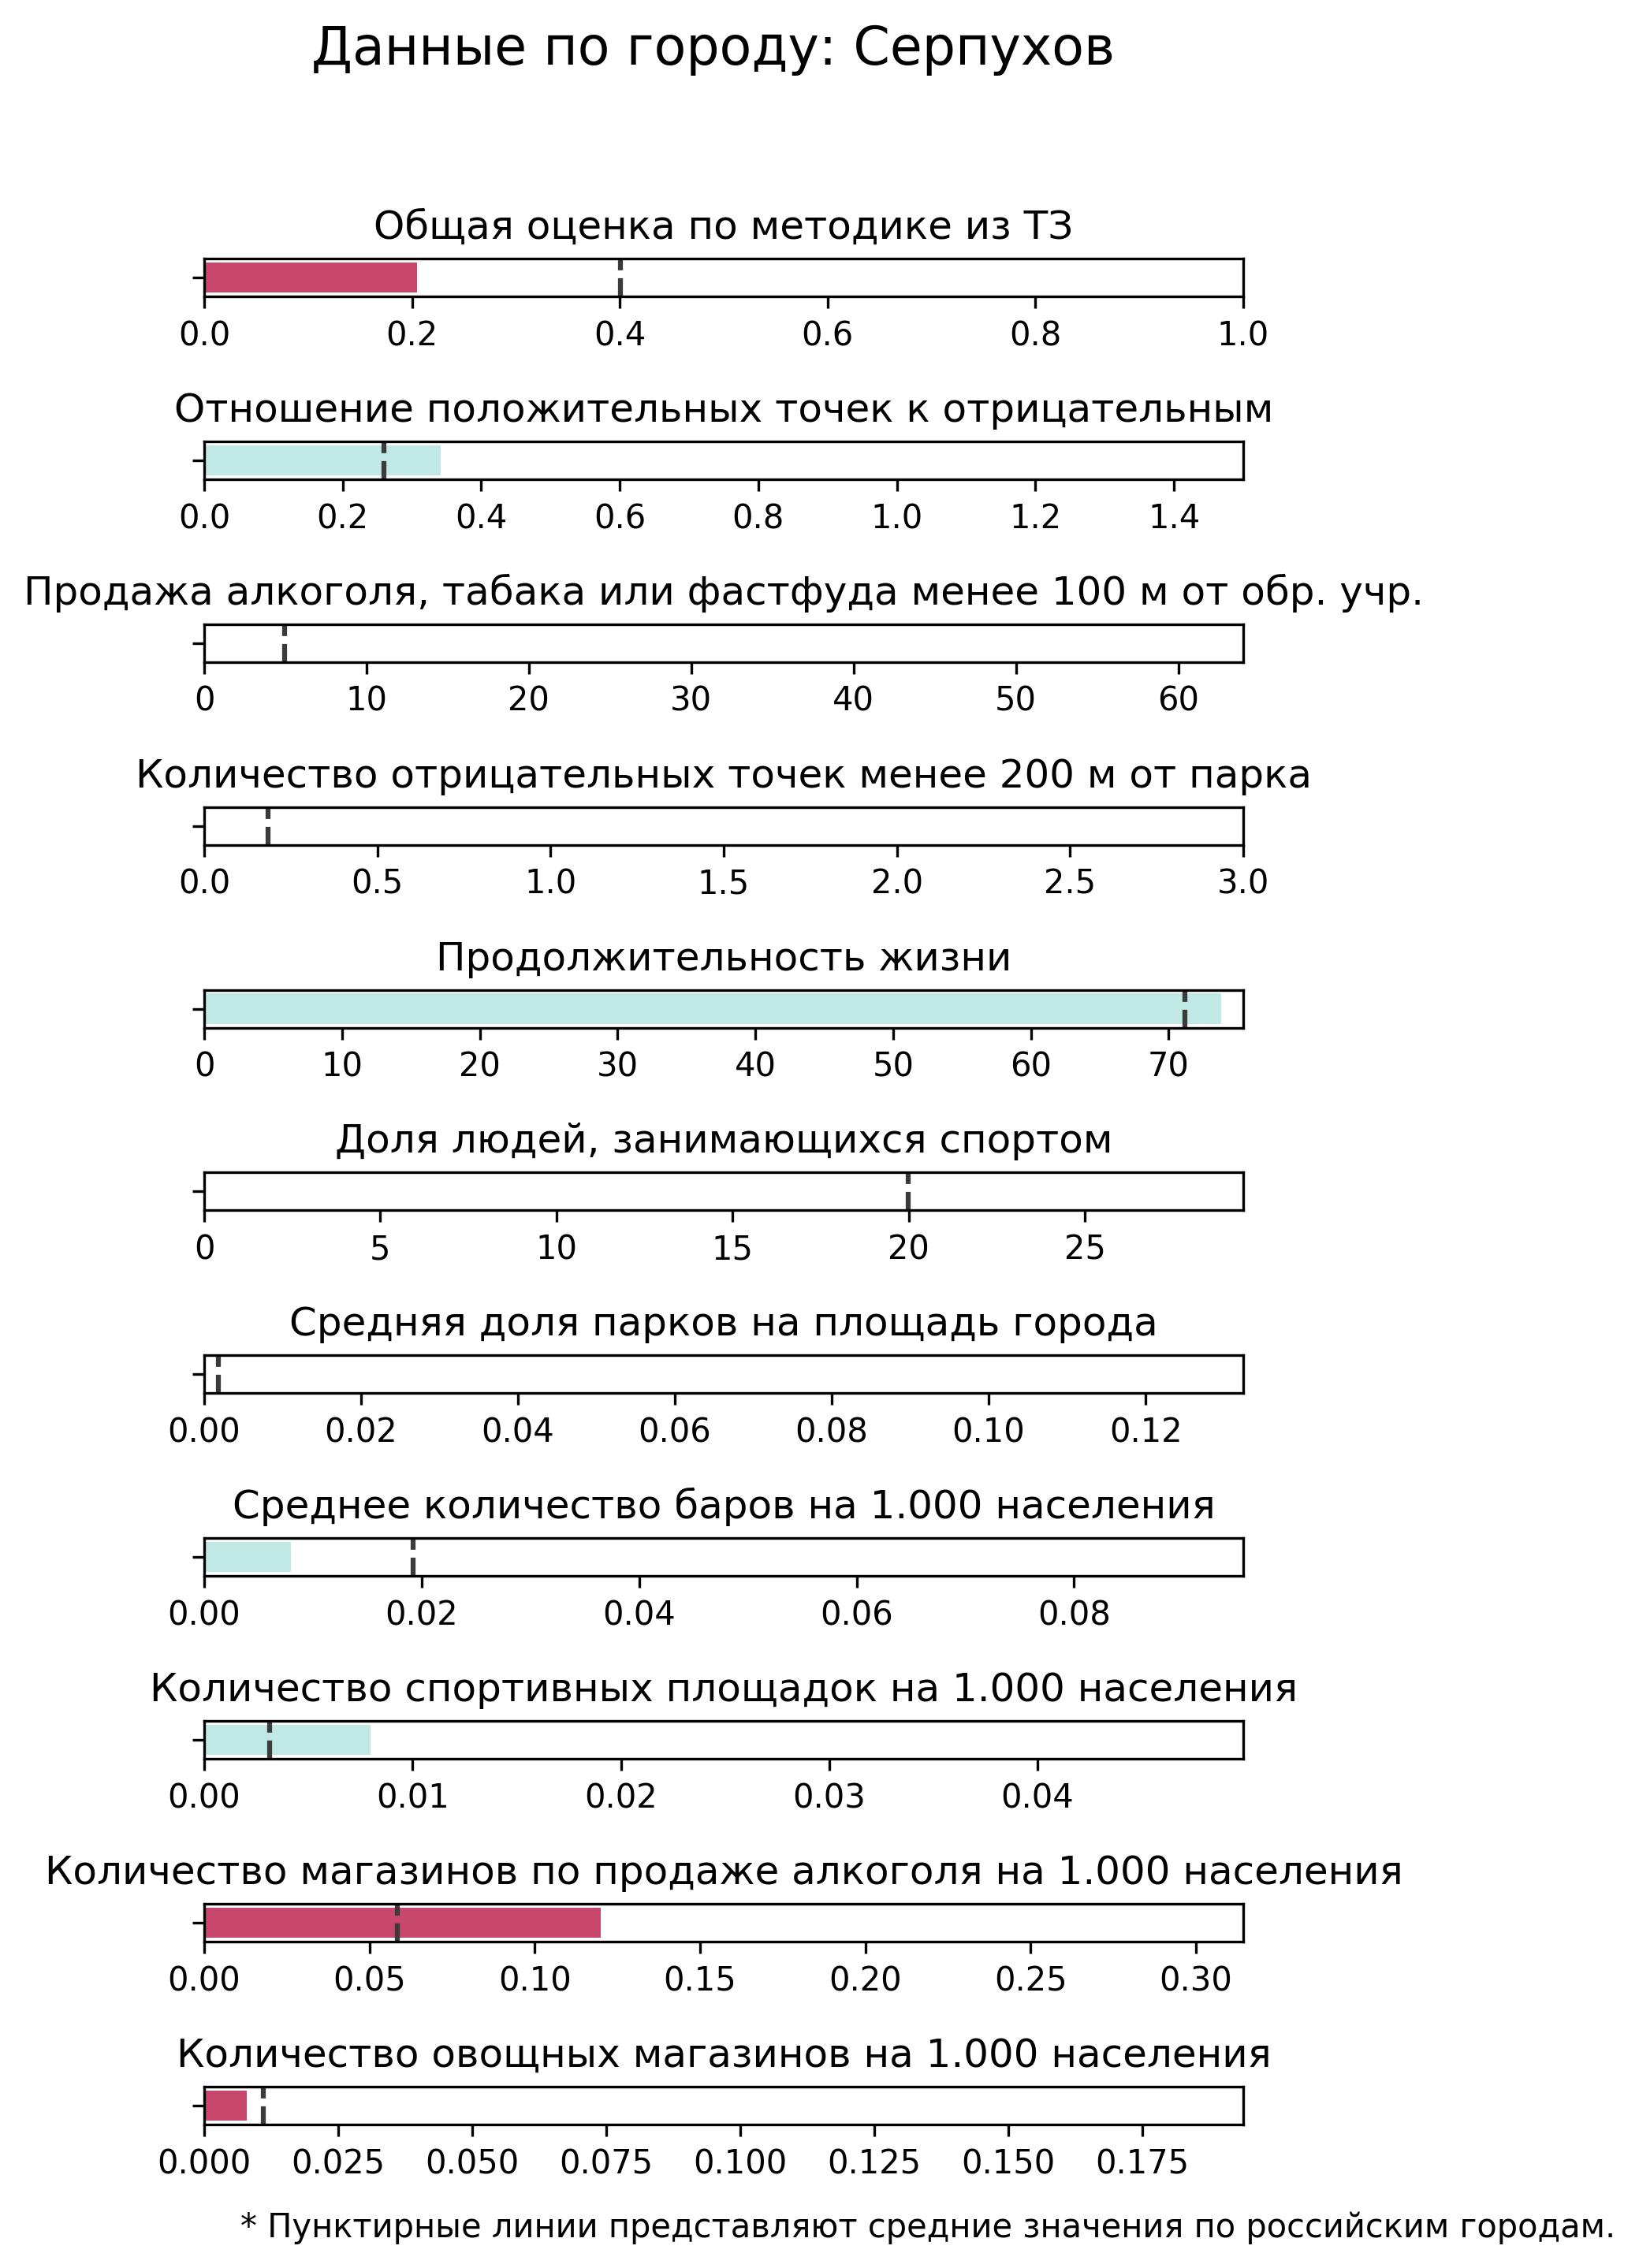 Данные по городу: Серпухов
Общая оценка по методике из ТЗ
0.0 0.2 0.4 0.6 0.8 1.0
Отношение положительных точек к отрицательным
0.0 0.2 0.4 0.6 0.8 1.0 1.2 1.4
Продажа алкоголя, табака или фастфуда менее 100 м от обр. учр.
0 10 20 30 40 50 60
Количество отрицательных точек менее 200 м от парка
0.0 0.5 1.0 1.5 2.0 2.5 3.0
Продолжительность жизни
0 10 20 30 40 50 60 70
Доля людей, занимающихся спортом
0 5 10 15 20 25
Средняя доля парков на площадь города
0.00 0.02 0.04 0.06 0.08 0.10 0.12
Среднее количество баров на 1.000 населения
0.00 0.02 0.04 0.06 0.08
Количество спортивных площадок на 1.000 населения
0.00 0.01 0.02 0.03 0.04
Количество магазинов по продаже алкоголя на 1.000 населения
0.00 0.05 0.10 0.15 0.20 0.25 0.30
Количество овощных магазинов на 1.000 населения
0.000 0.025 0.050 0.075 0.100 0.125 0.150 0.175
* Пунктирные линии представляют средние значения по российским городам.